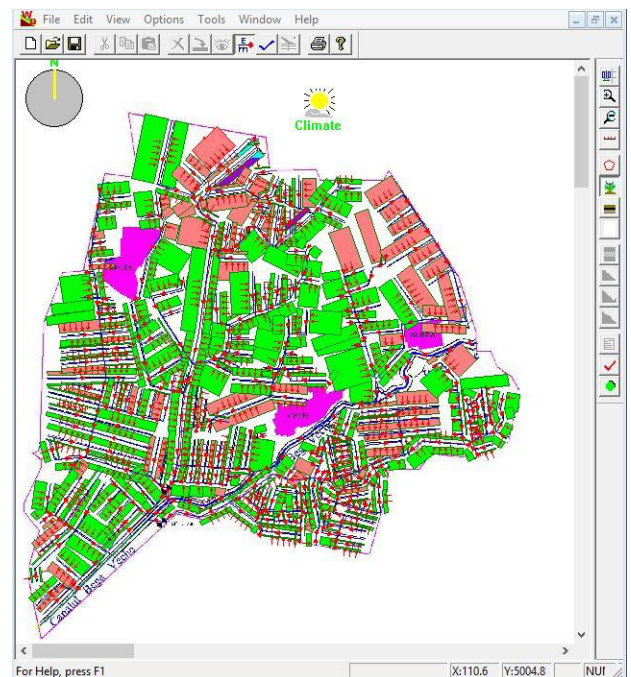 File Edit View Options Tools Window Help
N
Climate
Canalul Bega Veche
For Help, press F1
X:110.6 Y:5004.8 NUM